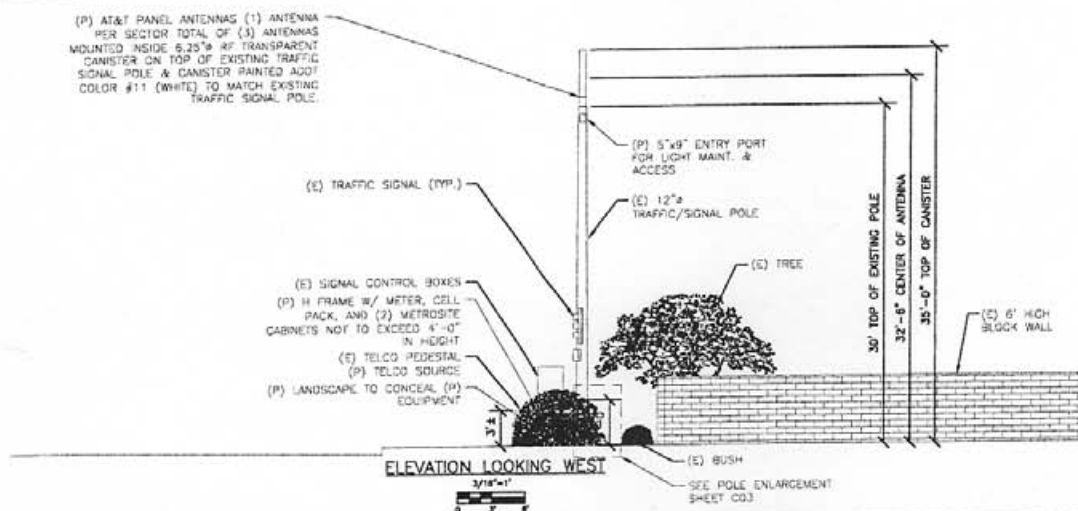 (P) AT&T PANEL ANTENNAS (1) ANTENNA
PER SECTOR TOTAL OF (3) ANTENNAS
MOUNTED INSIDE 6.25"ø RF TRANSPARENT
CANISTER ON TOP OF EXISTING TRAFFIC
SIGNAL POLE & CANISTER PAINTED ADOT
COLOR #11 (WHITE) TO MATCH EXISTING
TRAFFIC SIGNAL POLE.
(P) 5"x9" ENTRY PORT
FOR LIGHT MAINT. &
ACCESS
(E) TRAFFIC SIGNAL (TYP.)
(E) 12"ø
TRAFFIC/SIGNAL POLE
(E) SIGNAL CONTROL BOXES
(P) H FRAME W/ METER, CELL
PACK, AND (2) METROSITE
CABINETS NOT TO EXCEED 4'-0"
IN HEIGHT
(E) TELCO PEDESTAL
(P) TELCO SOURCE
(P) LANDSCAPE TO CONCEAL (P)
EQUIPMENT
3'±
(E) TREE
30' TOP OF EXISTING POLE
32'-6" CENTER OF ANTENNA
35'-0" TOP OF CANISTER
(E) 6' HIGH
BLOCK WALL
(E) BUSH
SEE POLE ENLARGEMENT
SHEET C03
ELEVATION LOOKING WEST
3/16"=1'
0